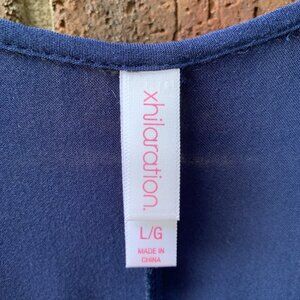 xhilaration.
L/G
MADE IN
CHINA